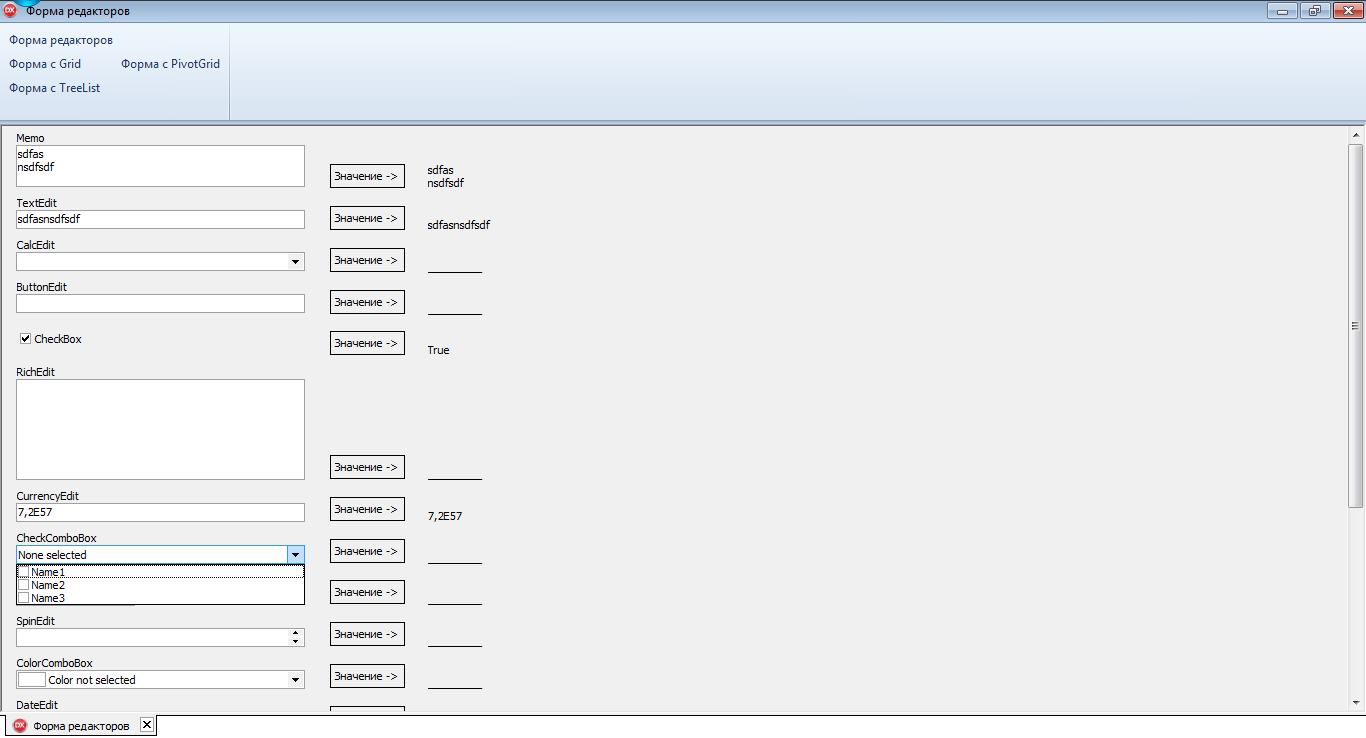 Форма редакторов
Форма редакторов
Форма с Grid Форма с PivotGrid
Форма с TreeList
Memo
sdfas
nsdfsdf
Значение ->
sdfas
nsdfsdf
TextEdit
sdfasnsdfsdf
Значение ->
sdfasnsdfsdf
CalcEdit
Значение ->
ButtonEdit
Значение ->
CheckBox
Значение ->
True
RichEdit
Значение ->
CurrencyEdit
7,2E57
Значение ->
7,2E57
CheckComboBox
None selected
Значение ->
Name1
Name2
Name3
Значение ->
SpinEdit
Значение ->
ColorComboBox
Color not selected
Значение ->
DateEdit
DX Форма редакторов